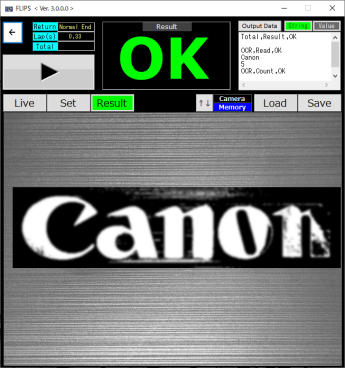 FLIPS < Ver. 3.0.0.0 >
Return Normal End
Lap(s) 0.33
Total
Result
OK
Output Data String Value
Total,Result,OK
OCR,Read,OK
Canon
5
OCR,Count,OK
Live Set Result ↑↓ Camera Memory Load Save
Canon